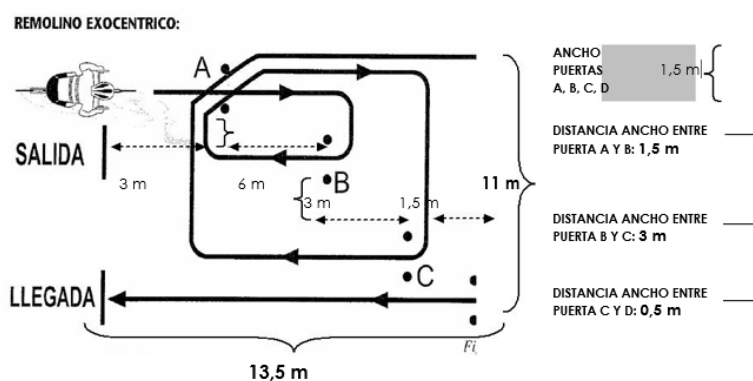 REMOLINO EXOCENTRICO:
A
SALIDA
3 m
6 m
B
3 m
1,5 m
11 m
C
LLEGADA
Fi
13,5 m
ANCHO
PUERTAS
A, B, C, D
1,5 m
DISTANCIA ANCHO ENTRE
PUERTA A Y B: 1,5 m
DISTANCIA ANCHO ENTRE
PUERTA B Y C: 3 m
DISTANCIA ANCHO ENTRE
PUERTA C Y D: 0,5 m